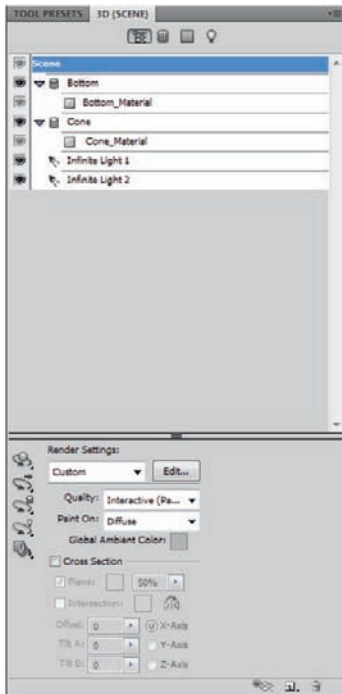 TOOL PRESETS 3D {SCENE}
Scene
Bottom
Bottom_Material
Cone
Cone_Material
Infinite Light 1
Infinite Light 2
Render Settings:
Custom Edit...
Quality: Interactive (Pa...
Paint On: Diffuse
Global Ambient Color:
Cross Section
Plane: 50%
Intersection:
Offset: 0 X-Axis
Tilt A: 0 Y-Axis
Tilt B: 0 Z-Axis